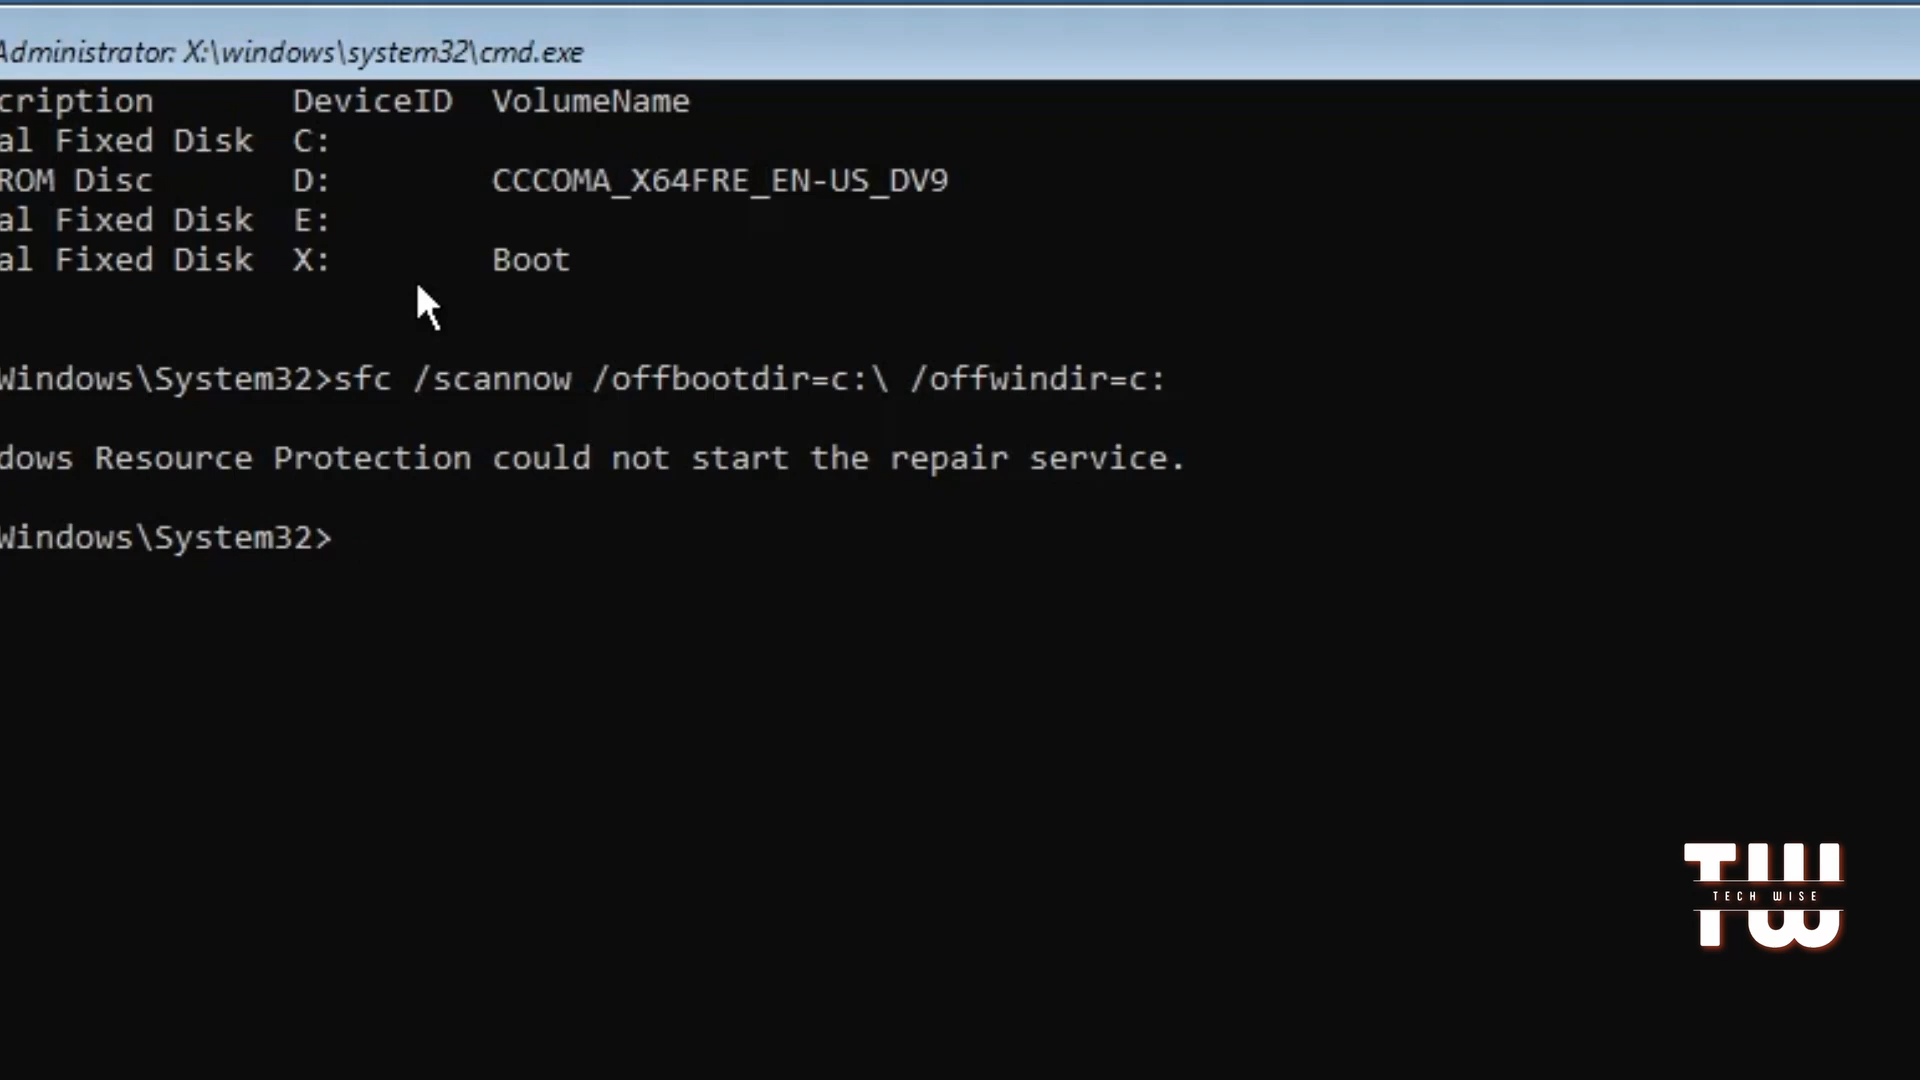 Administrator: X:\windows\system32\cmd.exe
cription DeviceID VolumeName
al Fixed Disk C:
ROM Disc D: CCCOMA_X64FRE_EN-US_DV9
al Fixed Disk E:
al Fixed Disk X: Boot
Windows\System32>sfc /scannow /offbootdir=c:\ /offwindir=c:
dows Resource Protection could not start the repair service.
Windows\System32>
TW
TECH WISE